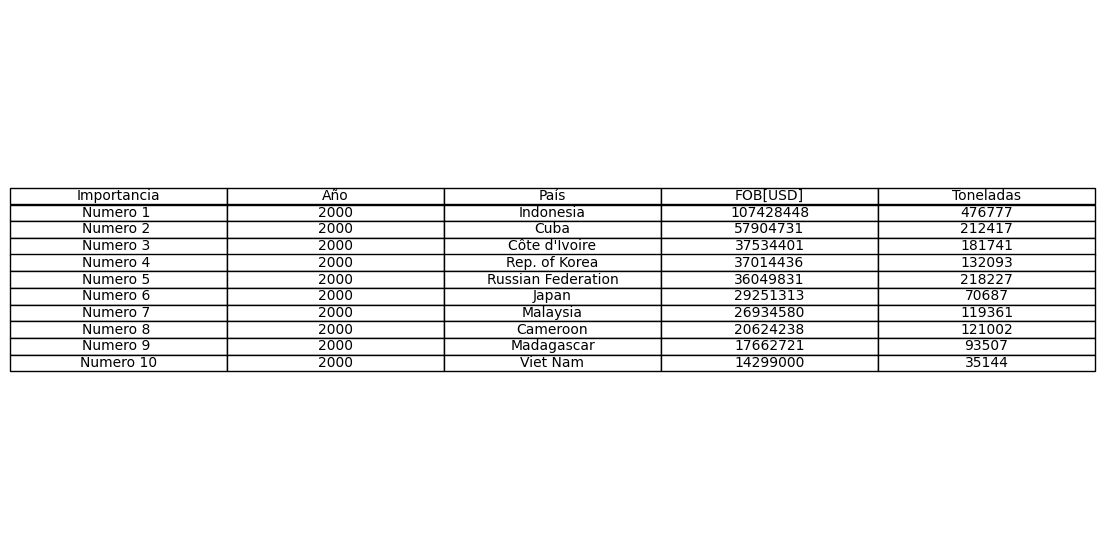 Importancia Año País FOB[USD] Toneladas
Numero 1 2000 Indonesia 107428448 476777
Numero 2 2000 Cuba 57904731 212417
Numero 3 2000 Côte d'Ivoire 37534401 181741
Numero 4 2000 Rep. of Korea 37014436 132093
Numero 5 2000 Russian Federation 36049831 218227
Numero 6 2000 Japan 29251313 70687
Numero 7 2000 Malaysia 26934580 119361
Numero 8 2000 Cameroon 20624238 121002
Numero 9 2000 Madagascar 17662721 93507
Numero 10 2000 Viet Nam 14299000 35144